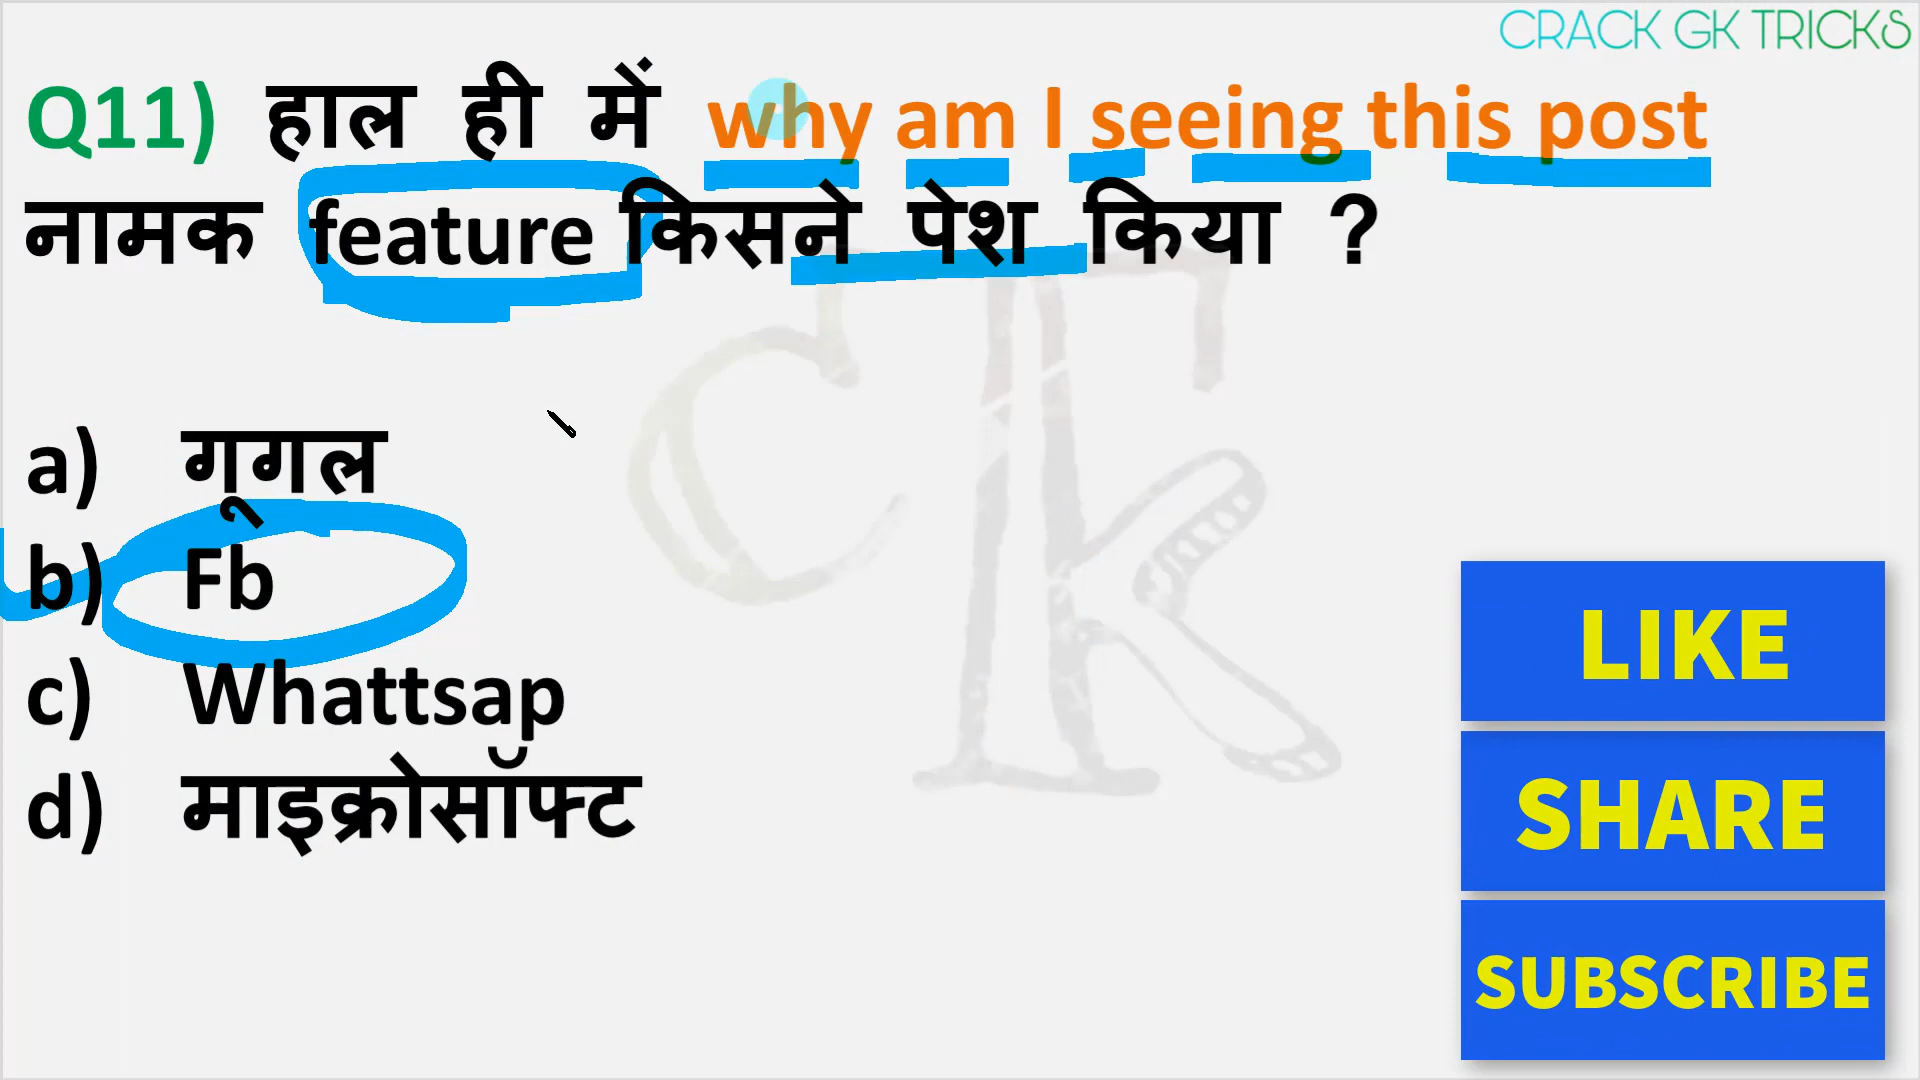 CRACK GK TRICKS
Q11) हाल ही में why am I seeing this post
नामक feature किसने पेश किया ?
a) गूगल
b) Fb
c) Whattsap
d) माइक्रोसॉफ्ट
LIKE
SHARE
SUBSCRIBE